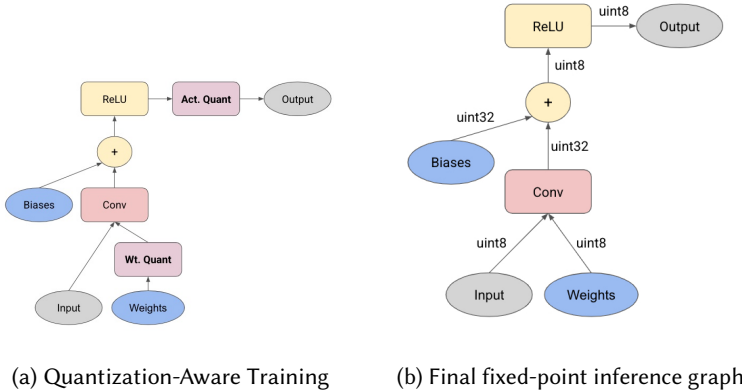 ReLU
Act. Quant
Output
+
Biases
Conv
Wt. Quant
Input
Weights
(a) Quantization-Aware Training
ReLU
uint8
Output
uint8
+
uint32
Biases
uint32
Conv
uint8
uint8
Input
Weights
(b) Final fixed-point inference graph